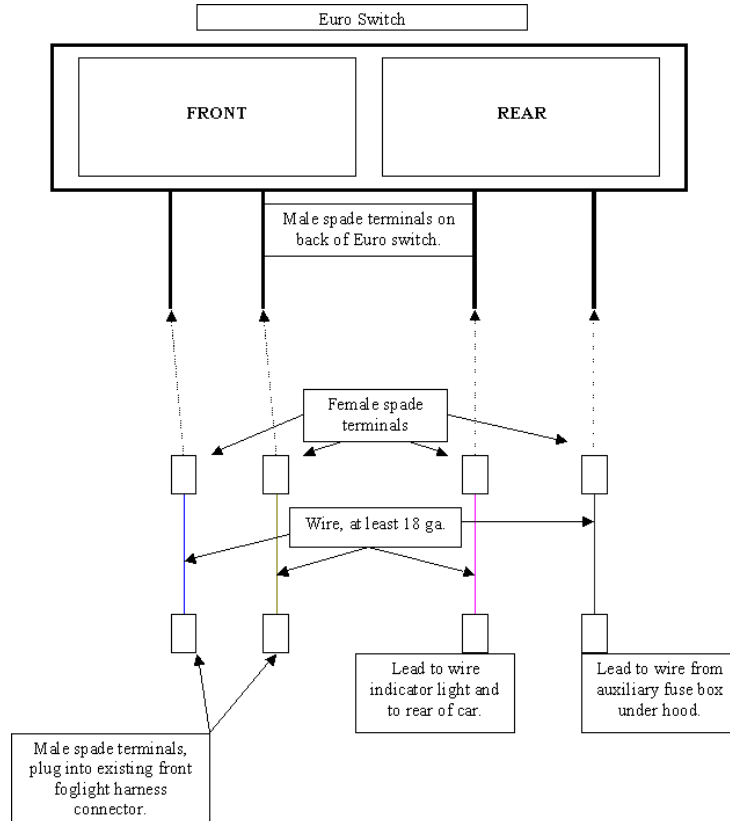 Euro Switch
FRONT
REAR
Male spade terminals on
back of Euro switch.
Female spade
terminals
Wire, at least 18 ga.
Lead to wire
indicator light and
to rear of car.
Lead to wire from
auxiliary fuse box
under hood.
Male spade terminals,
plug into existing front
foglight harness
connector.